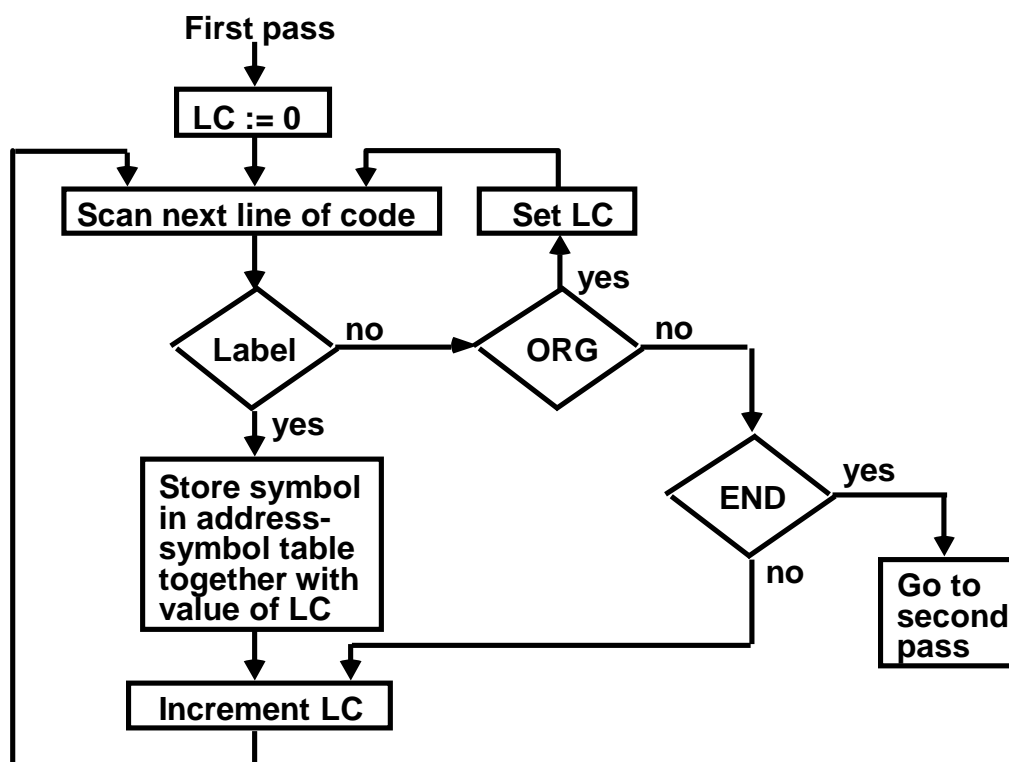 First pass
LC := 0
Scan next line of code
Set LC
yes
Label
no
ORG
no
yes
Store symbol
in address-
symbol table
together with
value of LC
END
yes
no
Go to
second
pass
Increment LC